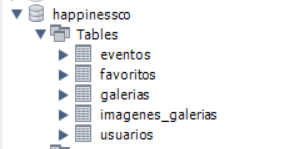 happinessco
Tables
eventos
favoritos
galerias
imagenes_galerias
usuarios